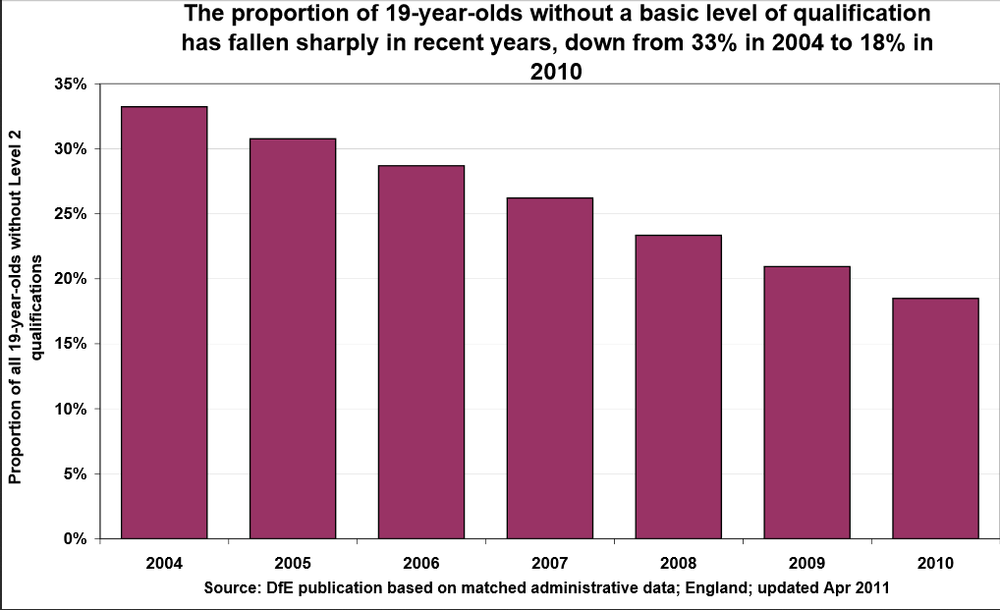 The proportion of 19-year-olds without a basic level of qualification
has fallen sharply in recent years, down from 33% in 2004 to 18% in
2010
Proportion of all 19-year-olds without Level 2
qualifications
35%
30%
25%
20%
15%
10%
5%
0%
2004 2005 2006 2007 2008 2009 2010
Source: DfE publication based on matched administrative data; England; updated Apr 2011